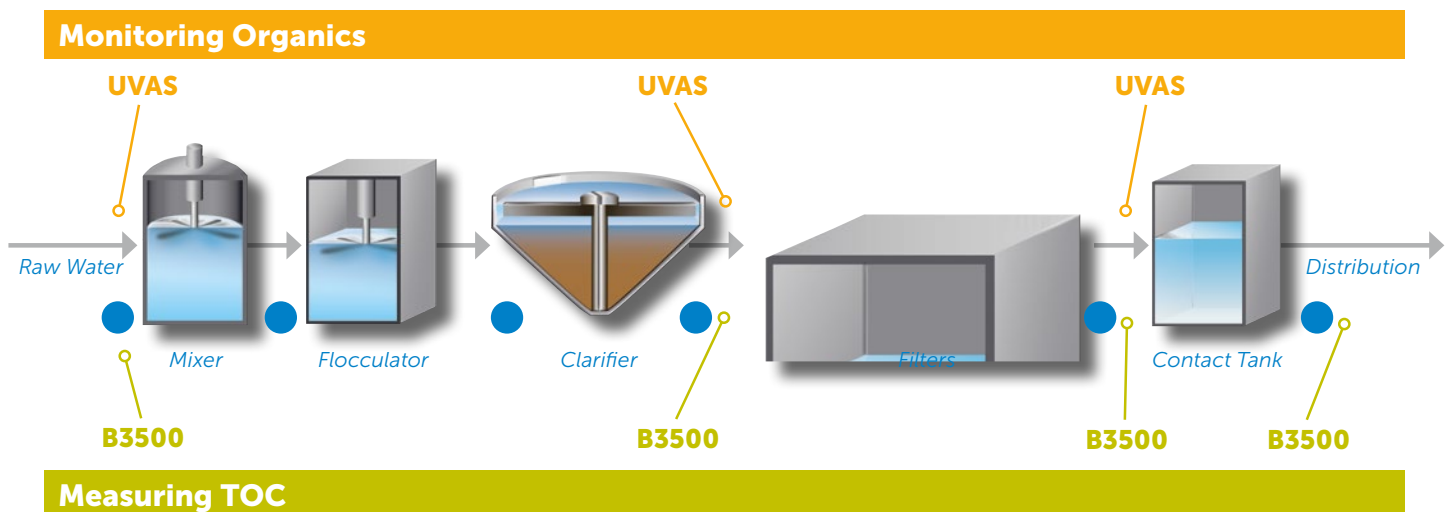 Monitoring Organics
UVAS UVAS UVAS
Raw Water Distribution
Mixer Flocculator Clarifier Filters Contact Tank
B3500 B3500 B3500 B3500
Measuring TOC